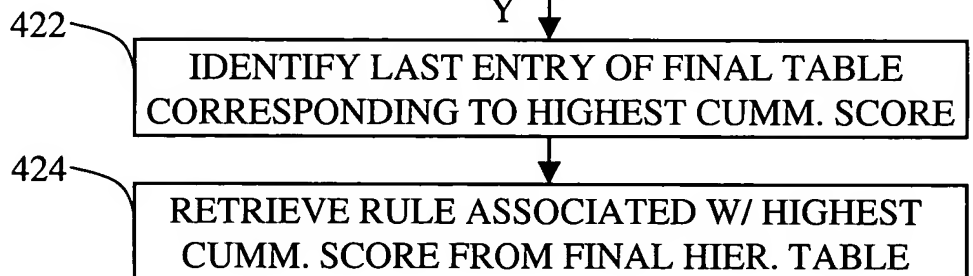 Y
422
IDENTIFY LAST ENTRY OF FINAL TABLE
CORRESPONDING TO HIGHEST CUMM. SCORE
424
RETRIEVE RULE ASSOCIATED W/ HIGHEST
CUMM. SCORE FROM FINAL HIER. TABLE